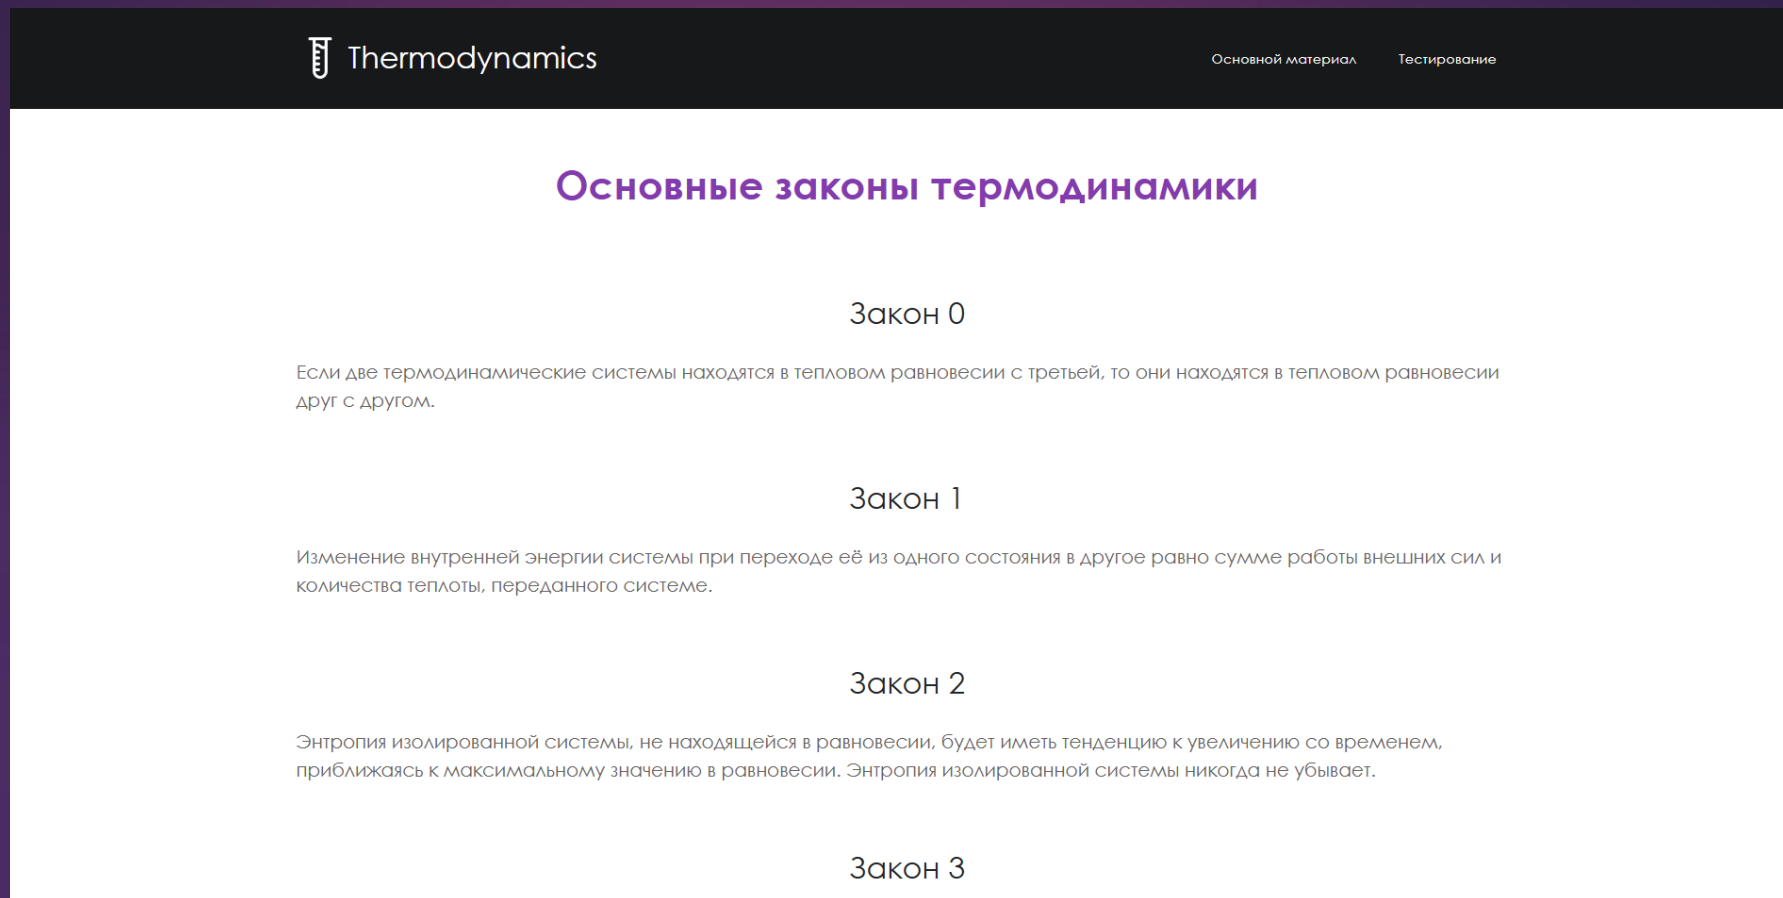 Thermodynamics
Основной материал
Тестирование
Основные законы термодинамики
Закон 0
Если две термодинамические системы находятся в тепловом равновесии с третьей, то они находятся в тепловом равновесии
друг с другом.
Закон 1
Изменение внутренней энергии системы при переходе её из одного состояния в другое равно сумме работы внешних сил и
количества теплоты, переданного системе.
Закон 2
Энтропия изолированной системы, не находящейся в равновесии, будет иметь тенденцию к увеличению со временем,
приближаясь к максимальному значению в равновесии. Энтропия изолированной системы никогда не убывает.
Закон 3